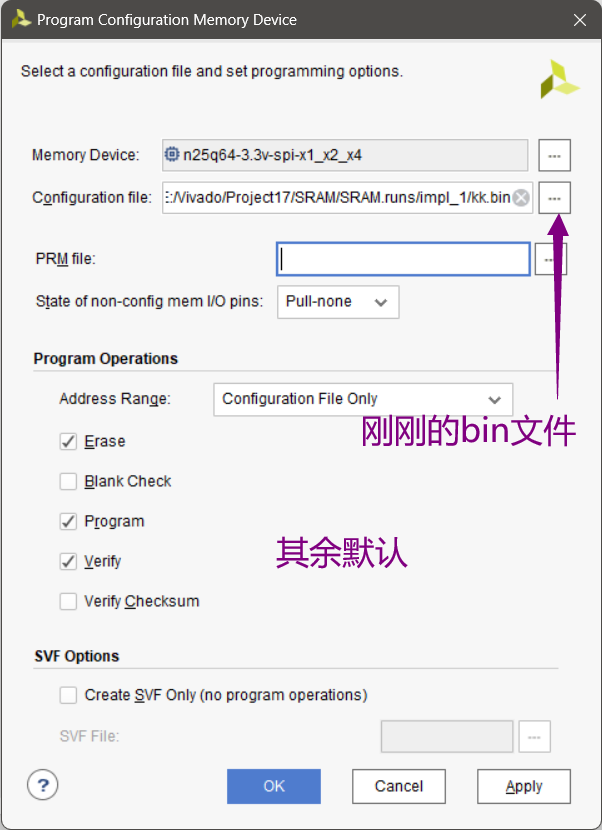 Program Configuration Memory Device
Select a configuration file and set programming options.
Memory Device: n25q64-3.3v-spi-x1_x2_x4 ...
Configuration file: E:/Vivado/Project17/SRAM/SRAM.runs/impl_1/kk.bin ...
PRM file: ...
State of non-config mem I/O pins: Pull-none
Program Operations
Address Range: Configuration File Only
刚刚的bin文件
Erase
Blank Check
Program
Verify
其余默认
Verify Checksum
SVF Options
Create SVF Only (no program operations)
SVF File: ...
? OK Cancel Apply